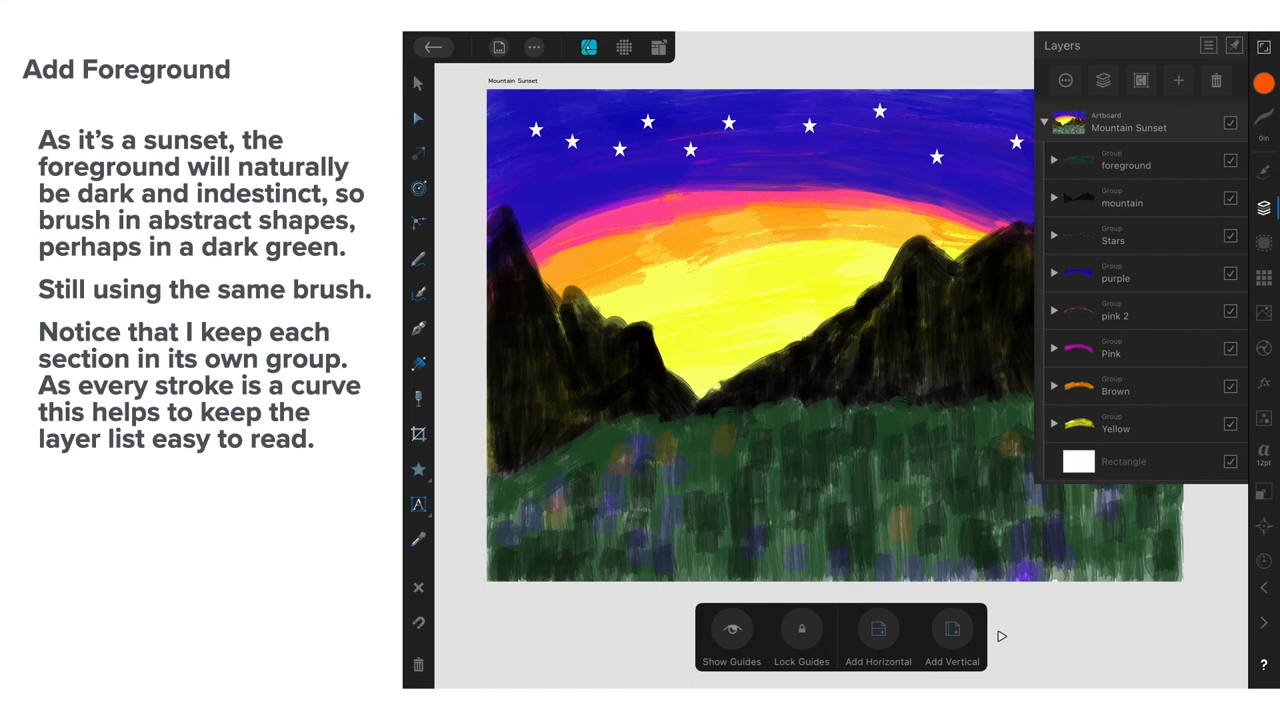 Add Foreground
As it’s a sunset, the
foreground will naturally
be dark and indestinct, so
brush in abstract shapes,
perhaps in a dark green.
Still using the same brush.
Notice that I keep each
section in its own group.
As every stroke is a curve
this helps to keep the
layer list easy to read.
Mountain Sunset
Layers
Artboard
Mountain Sunset
Group
foreground
Group
mountain
Group
Stars
Group
purple
Group
pink 2
Group
Pink
Group
Brown
Group
Yellow
Rectangle
0in
fx
a
12pt
?
A
Show Guides
Lock Guides
Add Horizontal
Add Vertical